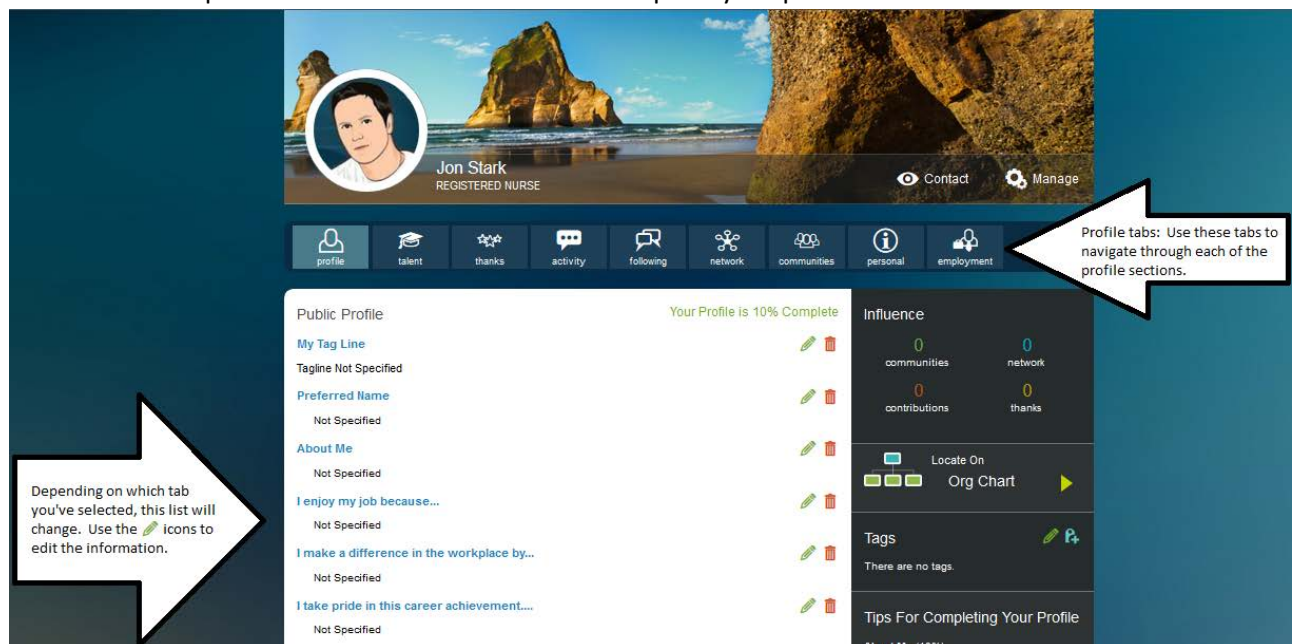 Jon Stark
REGISTERED NURSE
Contact
Manage
profile
talent
thanks
activity
following
network
communities
personal
employment
Profile tabs: Use these tabs to
navigate through each of the
profile sections.
Public Profile
Your Profile is 10% Complete
My Tag Line
Tagline Not Specified
Preferred Name
Not Specified
About Me
Not Specified
I enjoy my job because...
Not Specified
I make a difference in the workplace by...
Not Specified
I take pride in this career achievement....
Not Specified
Depending on which tab
you've selected, this list will
change. Use the icons to
edit the information.
Influence
0
communities
0
network
0
contributions
0
thanks
Locate On
Org Chart
Tags
There are no tags.
Tips For Completing Your Profile